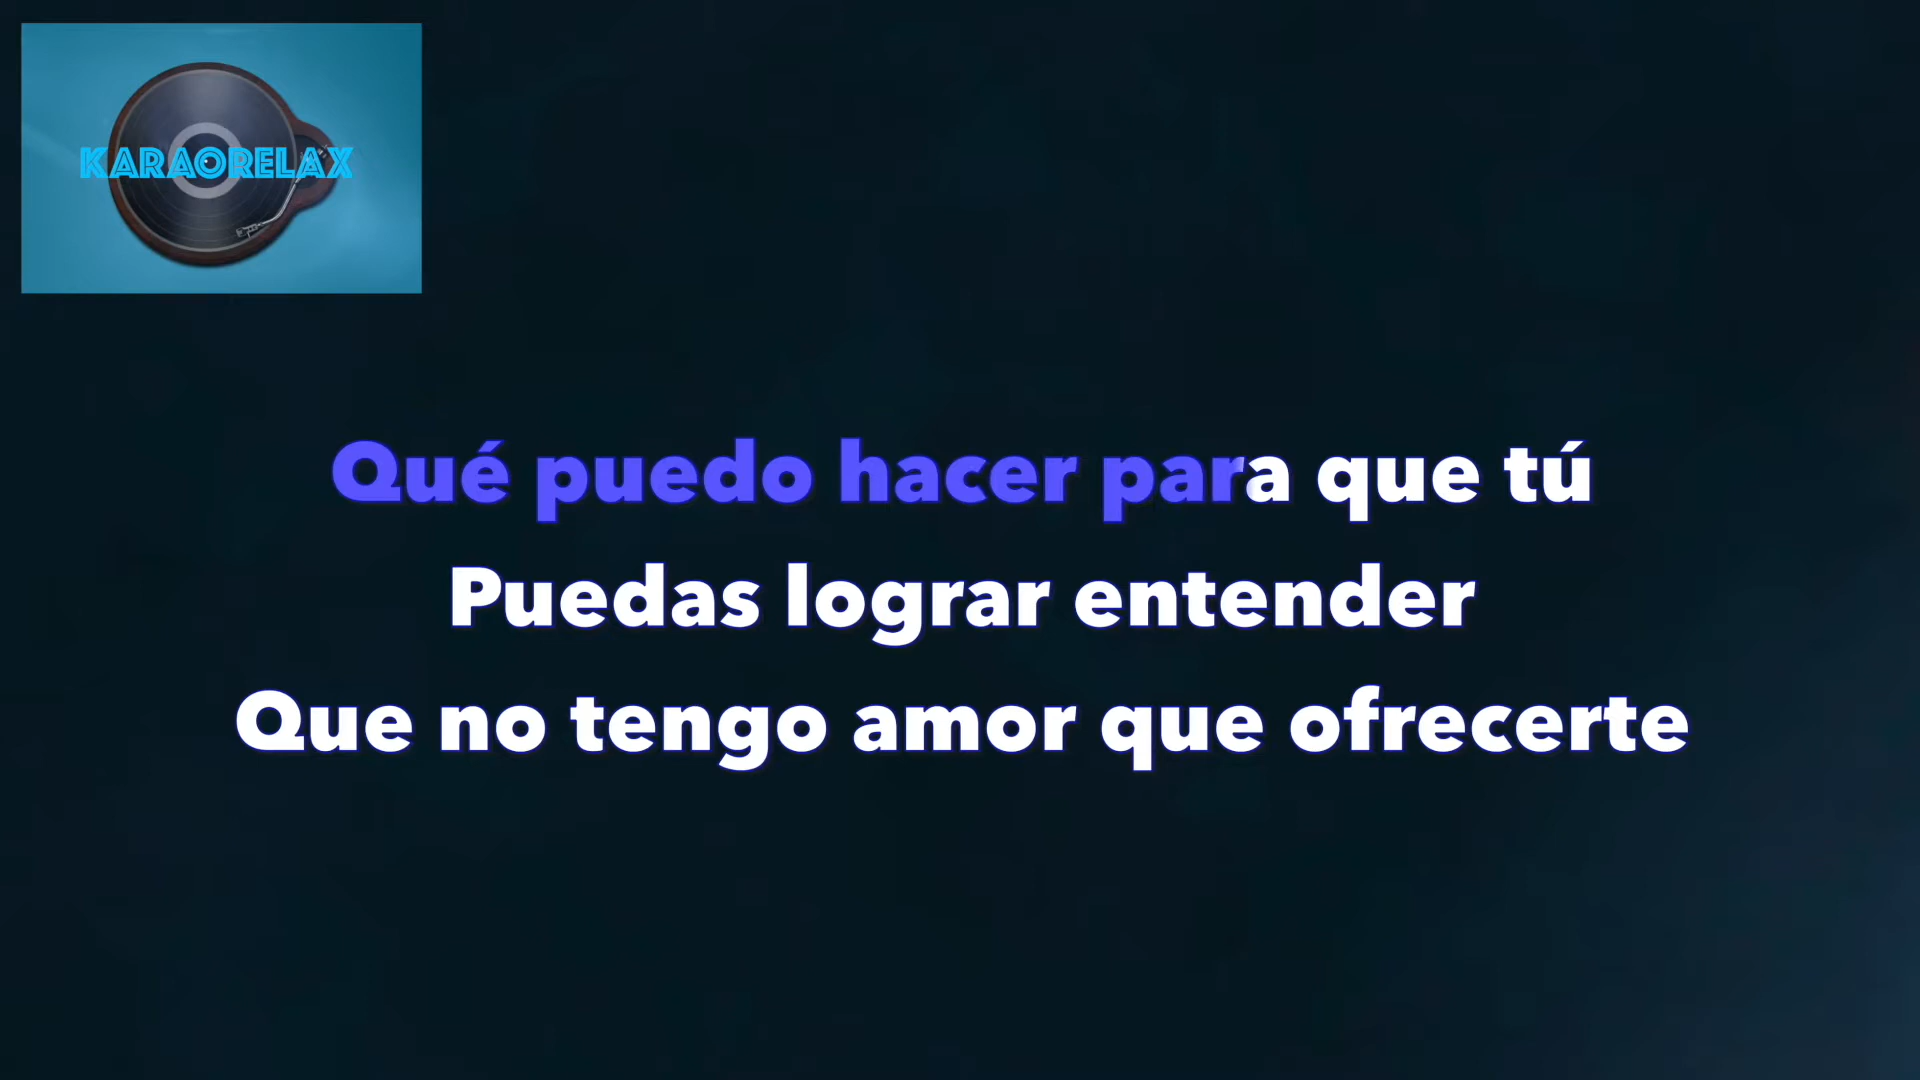 KARAORELAX
Qué puedo hacer para que tú
Puedas lograr entender
Que no tengo amor que ofrecerte